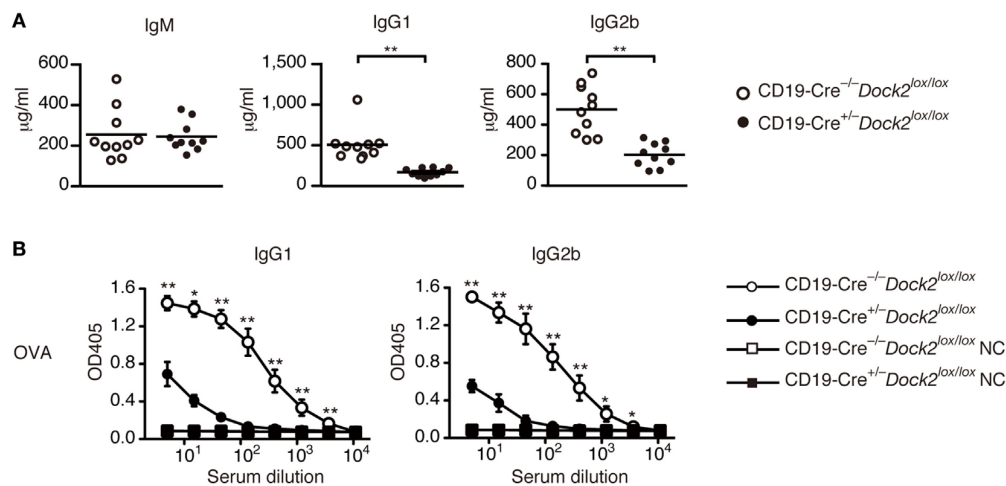 A
IgM
IgG1
IgG2b
µg/ml
600
400
200
0
µg/ml
1,500
1,000
500
0
**
µg/ml
800
600
400
200
0
**
CD19-Cre–/–Dock2lox/lox
CD19-Cre+/–Dock2lox/lox
B
IgG1
IgG2b
OVA
OD405
1.6
1.2
0.8
0.4
0.0
** * ** ** ** ** **
10¹ 10² 10³ 10⁴
Serum dilution
OD405
1.6
1.2
0.8
0.4
0.0
** ** ** ** ** * *
10¹ 10² 10³ 10⁴
Serum dilution
CD19-Cre–/–Dock2lox/lox
CD19-Cre+/–Dock2lox/lox
CD19-Cre–/–Dock2lox/lox NC
CD19-Cre+/–Dock2lox/lox NC